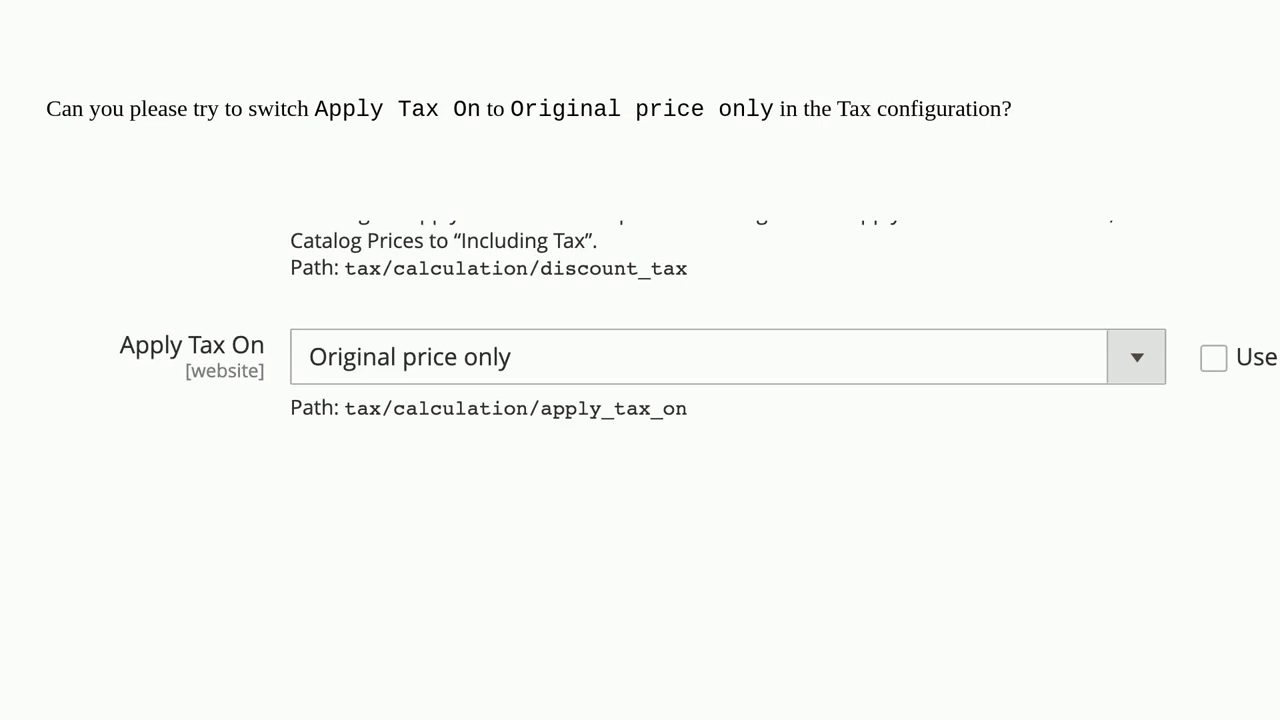 Can you please try to switch Apply Tax On to Original price only in the Tax configuration?
Catalog Prices to “Including Tax”.
Path: tax/calculation/discount_tax
Apply Tax On
[website]
Original price only
Use
Path: tax/calculation/apply_tax_on